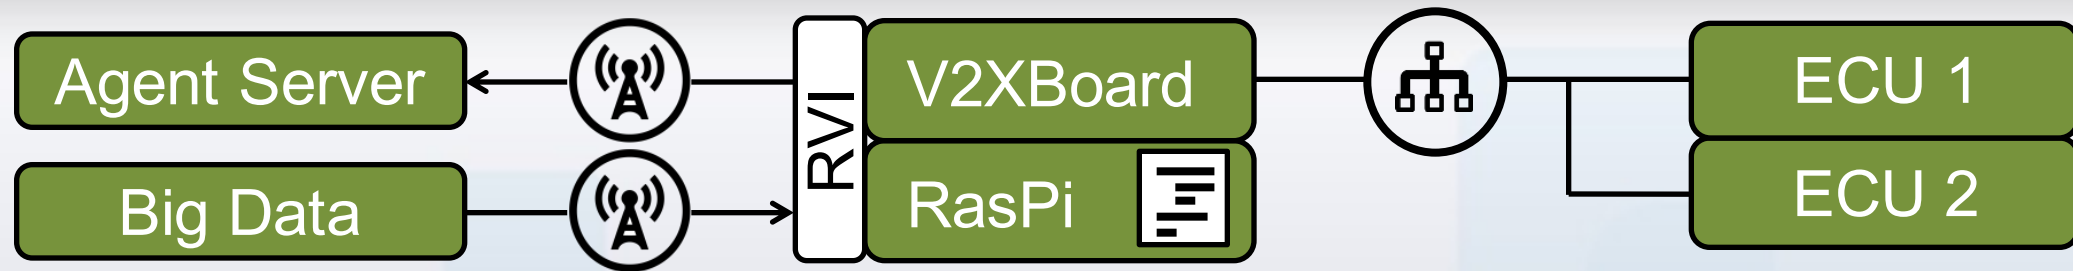 Agent Server
Big Data
RVI
V2XBoard
RasPi
ECU 1
ECU 2